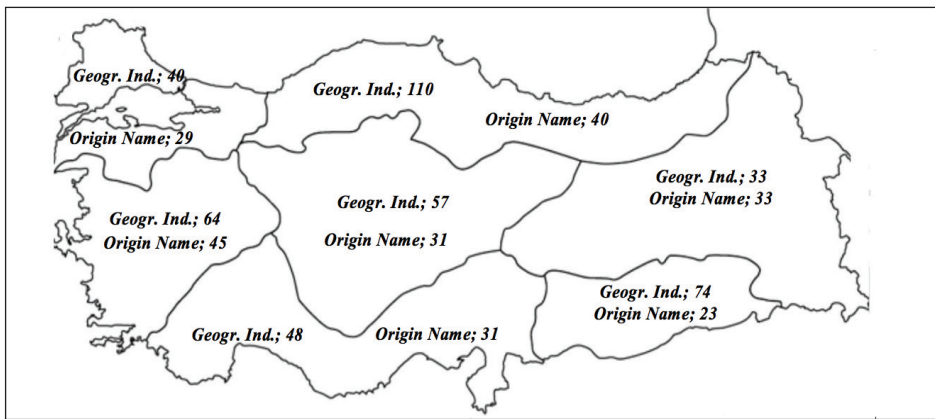 Geogr. Ind.; 40
Origin Name; 29
Geogr. Ind.; 110
Origin Name; 40
Geogr. Ind.; 64
Origin Name; 45
Geogr. Ind.; 57
Origin Name; 31
Geogr. Ind.; 33
Origin Name; 33
Geogr. Ind.; 48
Origin Name; 31
Geogr. Ind.; 74
Origin Name; 23